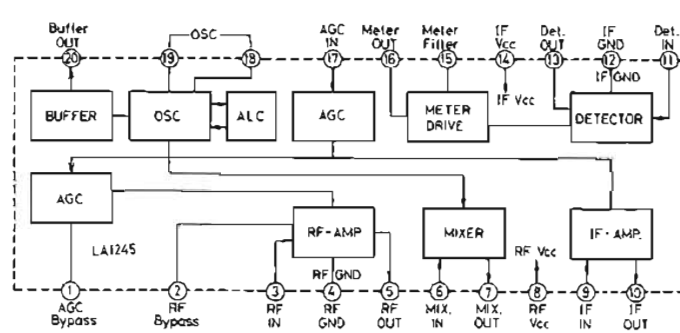 Buffer OUT
OSC
AGC IN
Meter OUT
Meter Filter
IF Vcc
Det. OUT
IF GND
Det. IN
20 19 18 17 16 15 14 13 12 11
IF GND
IF Vcc
BUFFER OSC ALC AGC METER DRIVE DETECTOR
AGC
RF-AMP MIXER IF-AMP.
LA1245
RF GND
RF Vcc
1 2 3 4 5 6 7 8 9 10
AGC Bypass
RF Bypass
RF IN
RF GND
RF OUT
MIX. IN
MIX. OUT
RF Vcc
IF IN
IF OUT